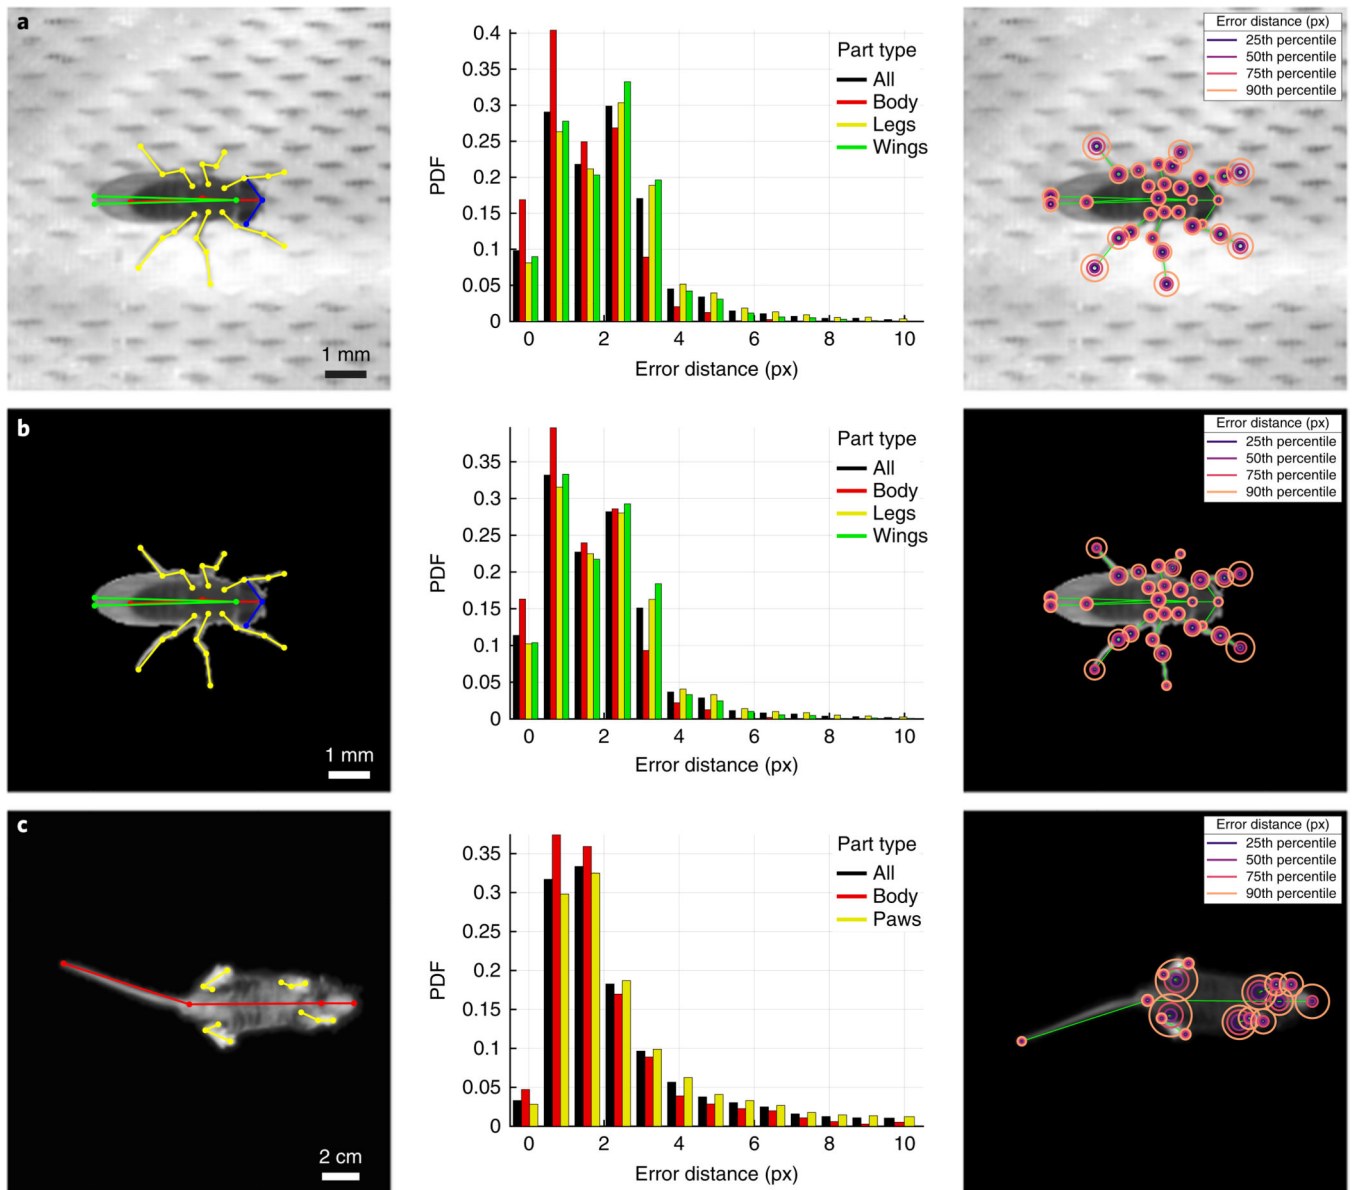 a
1 mm
0.4
0.35
0.3
0.25
0.2
0.15
0.1
0.05
0
PDF
0 2 4 6 8 10
Error distance (px)
Part type
All
Body
Legs
Wings
Error distance (px)
25th percentile
50th percentile
75th percentile
90th percentile
b
1 mm
0.35
0.3
0.25
0.2
0.15
0.1
0.05
0
PDF
0 2 4 6 8 10
Error distance (px)
Part type
All
Body
Legs
Wings
Error distance (px)
25th percentile
50th percentile
75th percentile
90th percentile
c
2 cm
0.35
0.3
0.25
0.2
0.15
0.1
0.05
0
PDF
0 2 4 6 8 10
Error distance (px)
Part type
All
Body
Paws
Error distance (px)
25th percentile
50th percentile
75th percentile
90th percentile